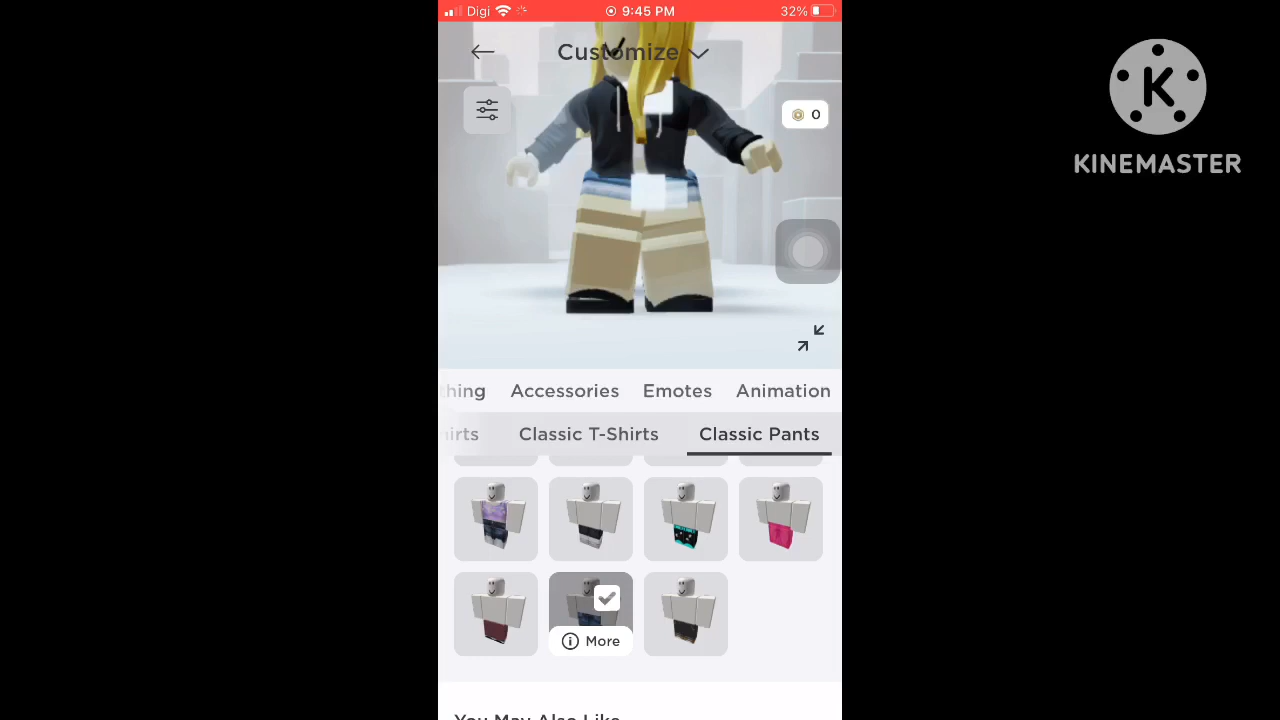 Digi 9:45 PM 32%
Customize
0
K
KINEMASTER
thing Accessories Emotes Animation
irts Classic T-Shirts Classic Pants
More
You May Also Like